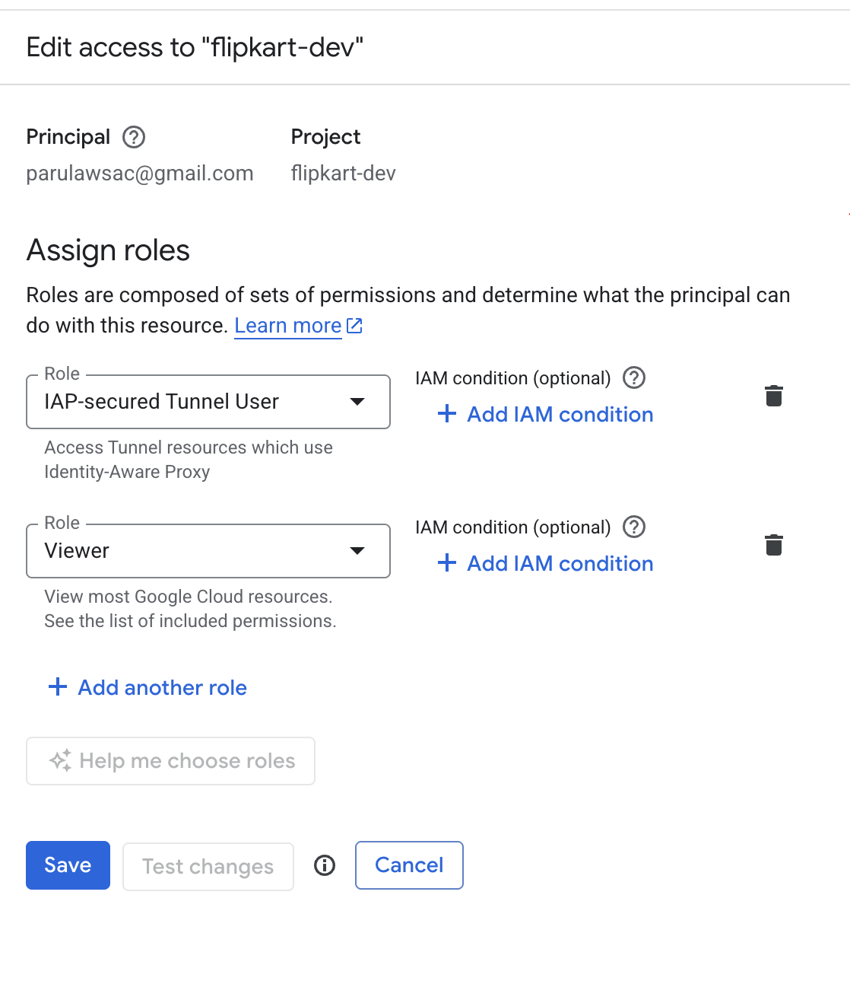 Edit access to "flipkart-dev"
Principal
Project
parulawsac@gmail.com
flipkart-dev
Assign roles
Roles are composed of sets of permissions and determine what the principal can
do with this resource. Learn more
Role
IAP-secured Tunnel User
IAM condition (optional)
Add IAM condition
Access Tunnel resources which use
Identity-Aware Proxy
Role
Viewer
IAM condition (optional)
Add IAM condition
View most Google Cloud resources.
See the list of included permissions.
Add another role
Help me choose roles
Save
Test changes
Cancel